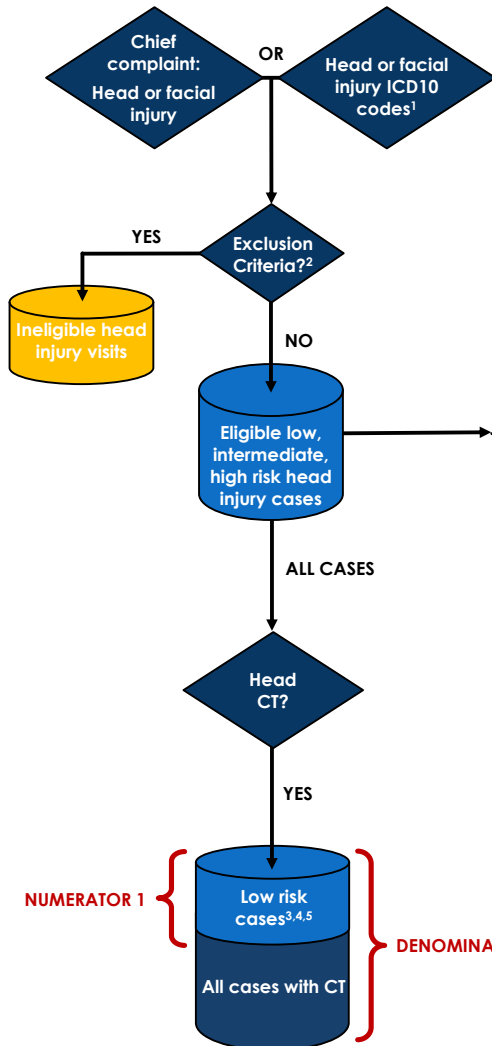 Chief
complaint:
Head or facial
injury
OR
Head or facial
injury ICD10
codes¹
YES
Exclusion
Criteria?²
Ineligible head
injury visits
NO
Eligible low,
intermediate,
high risk head
injury cases
ALL CASES
Head
CT?
YES
NUMERATOR 1
Low risk
cases³,⁴,⁵
DENOMINA
All cases with CT